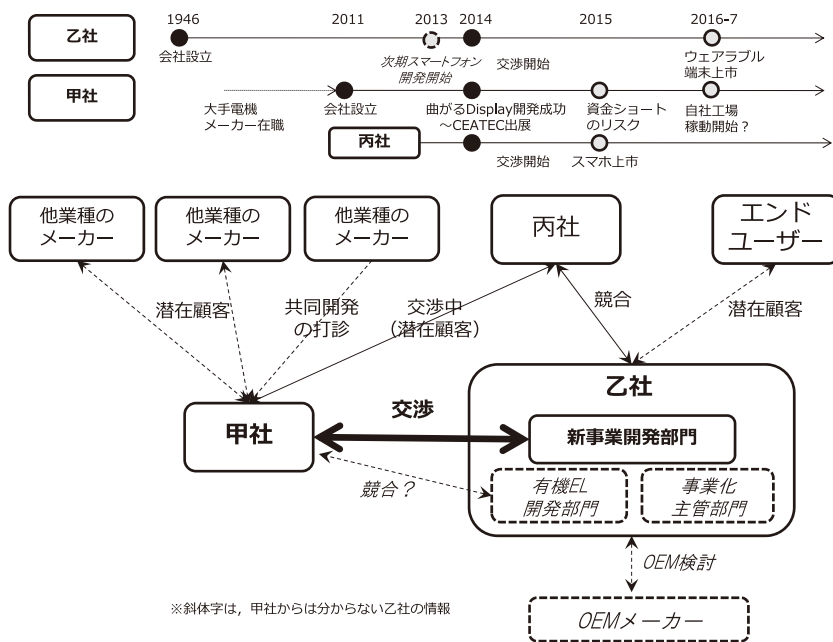 1946 2011 2013 2014 2015 2016-7
乙社
会社設立
次期スマートフォン
開発開始
交渉開始
ウェアラブル
端末上市
甲社
大手電機
メーカー在職
会社設立
曲がるDisplay開発成功
～CEATEC出展
資金ショート
のリスク
自社工場
稼動開始？
丙社
交渉開始
スマホ上市
他業種の
メーカー
他業種の
メーカー
他業種の
メーカー
丙社
エンド
ユーザー
潜在顧客
共同開発
の打診
交渉中
（潜在顧客）
競合
潜在顧客
甲社
交渉
乙社
新事業開発部門
競合？
有機EL
開発部門
事業化
主管部門
OEM検討
OEMメーカー
※斜体字は，甲社からは分からない乙社の情報